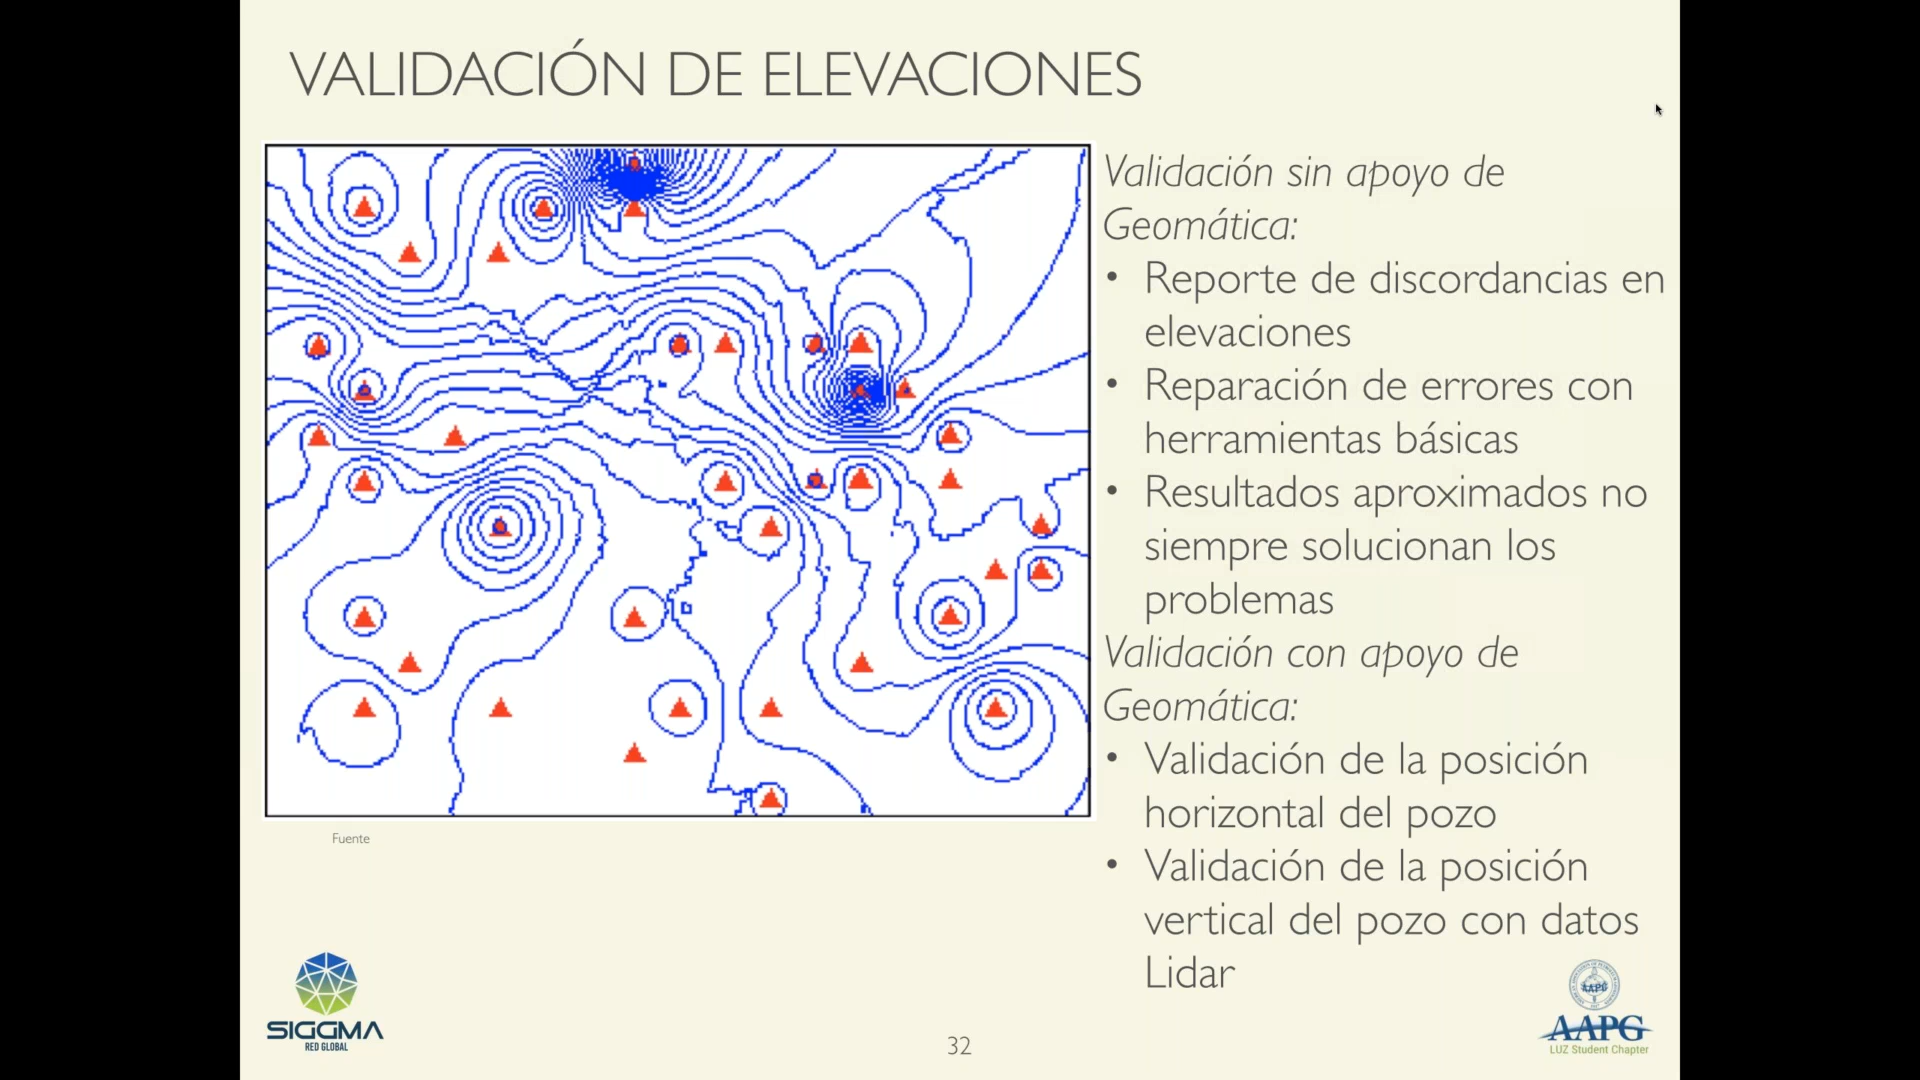 VALIDACIÓN DE ELEVACIONES
Validación sin apoyo de
Geomática:
• Reporte de discordancias en
elevaciones
• Reparación de errores con
herramientas básicas
• Resultados aproximados no
siempre solucionan los
problemas
Validación con apoyo de
Geomática:
• Validación de la posición
horizontal del pozo
• Validación de la posición
vertical del pozo con datos
Lidar
Fuente
SIGGMA
RED GLOBAL
32
AAPG
AAPG
LUZ Student Chapter